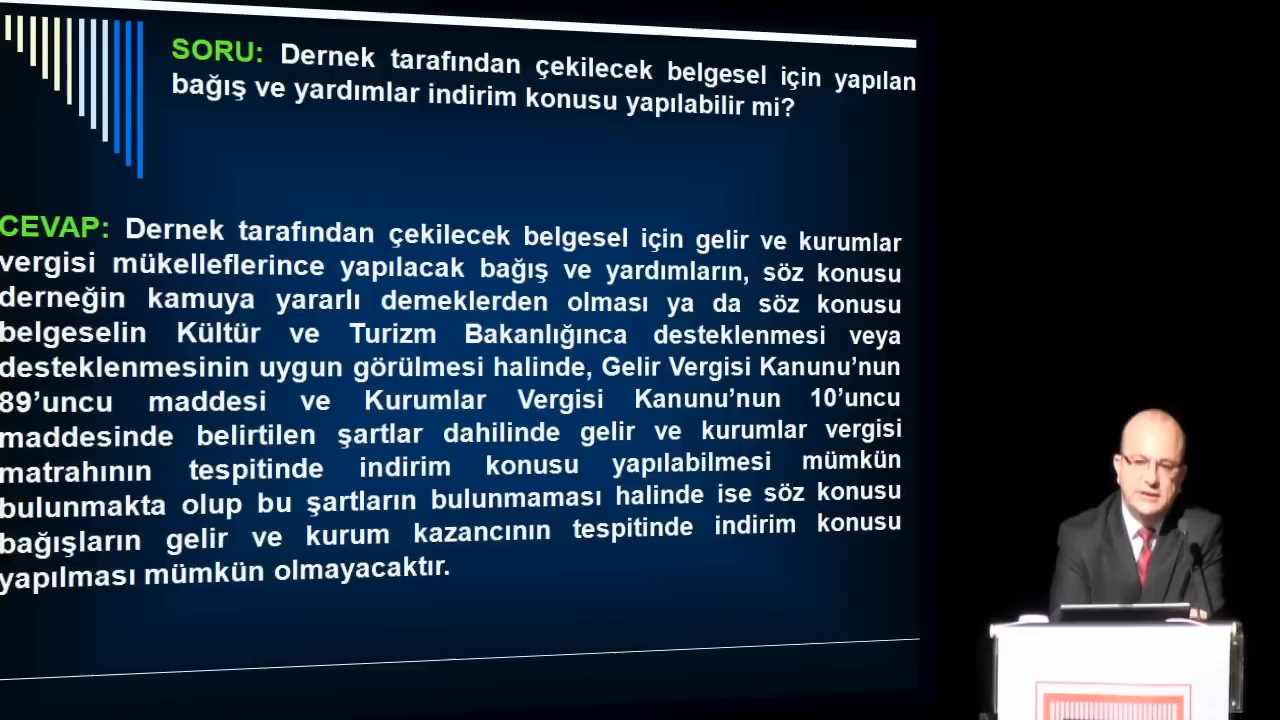 SORU: Dernek tarafından çekilecek belgesel için yapılan
bağış ve yardımlar indirim konusu yapılabilir mi?
CEVAP: Dernek tarafından çekilecek belgesel için gelir ve kurumlar
vergisi mükelleflerince yapılacak bağış ve yardımların, söz konusu
derneğin kamuya yararlı demeklerden olması ya da söz konusu
belgeselin Kültür ve Turizm Bakanlığınca desteklenmesi veya
desteklenmesinin uygun görülmesi halinde, Gelir Vergisi Kanunu’nun
89’uncu maddesi ve Kurumlar Vergisi Kanunu’nun 10’uncu
maddesinde belirtilen şartlar dahilinde gelir ve kurumlar vergisi
matrahının tespitinde indirim konusu yapılabilmesi mümkün
bulunmakta olup bu şartların bulunmaması halinde ise söz konusu
bağışların gelir ve kurum kazancının tespitinde indirim konusu
yapılması mümkün olmayacaktır.